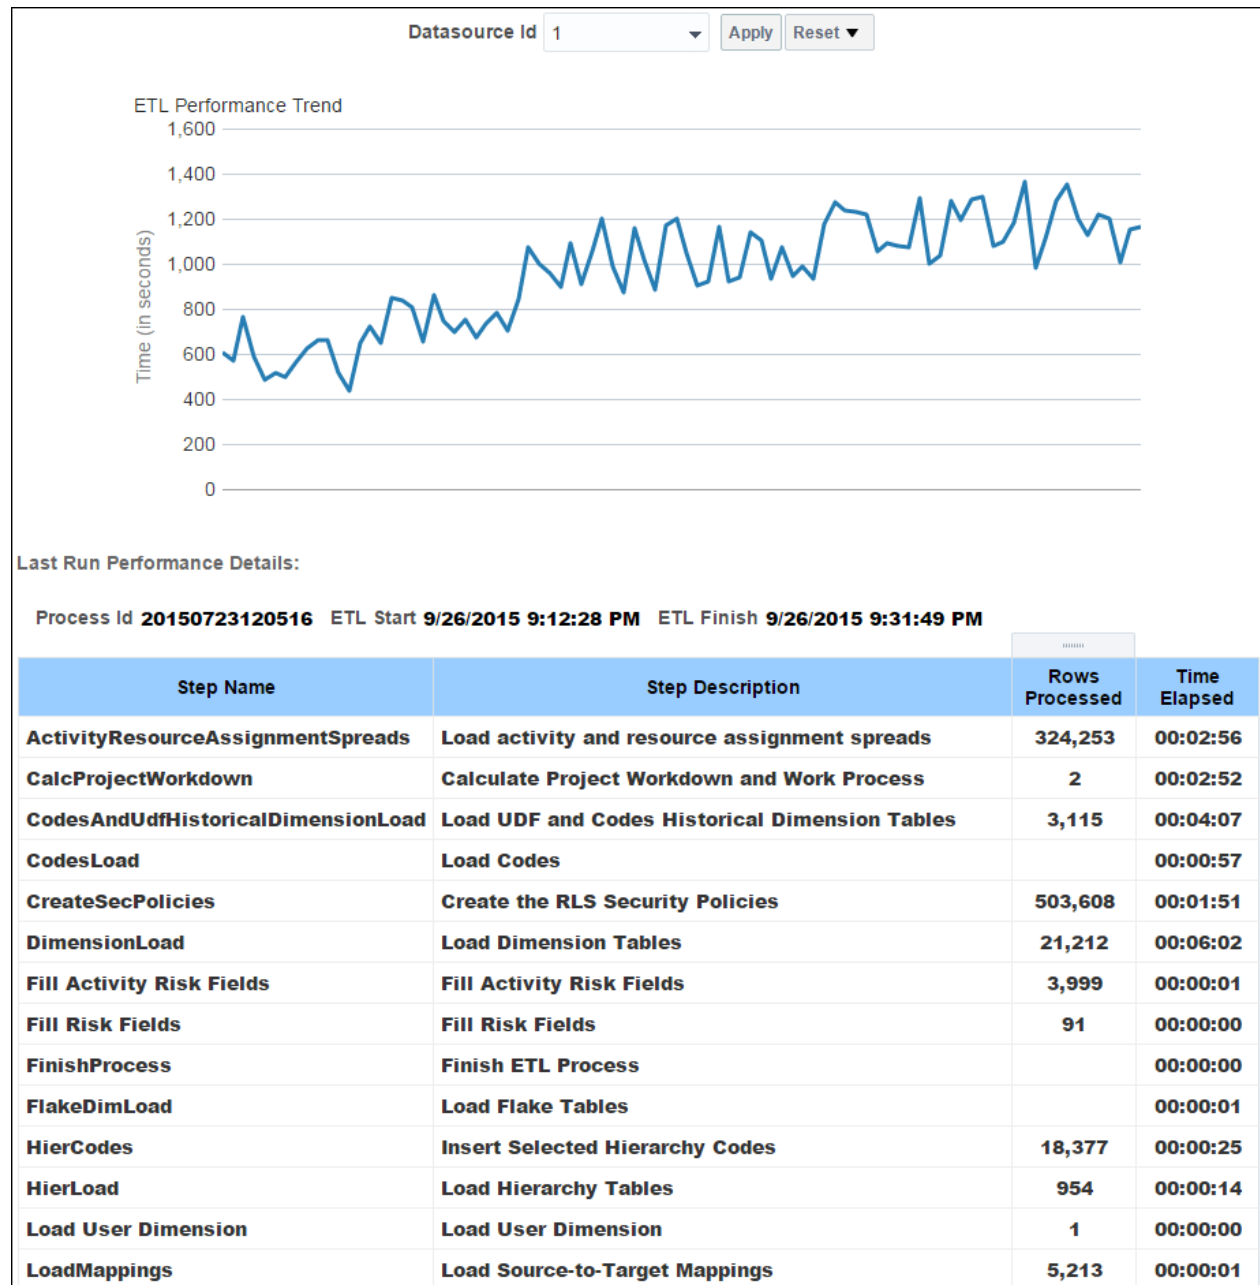 Datasource Id 1 Apply Reset
ETL Performance Trend
1,600
1,400
1,200
1,000
800
600
400
200
0
Time (in seconds)
Last Run Performance Details:
Process Id 20150723120516 ETL Start 9/26/2015 9:12:28 PM ETL Finish 9/26/2015 9:31:49 PM
Step Name Step Description Rows Processed Time Elapsed
ActivityResourceAssignmentSpreads Load activity and resource assignment spreads 324,253 00:02:56
CalcProjectWorkdown Calculate Project Workdown and Work Process 2 00:02:52
CodesAndUdfHistoricalDimensionLoad Load UDF and Codes Historical Dimension Tables 3,115 00:04:07
CodesLoad Load Codes 00:00:57
CreateSecPolicies Create the RLS Security Policies 503,608 00:01:51
DimensionLoad Load Dimension Tables 21,212 00:06:02
Fill Activity Risk Fields Fill Activity Risk Fields 3,999 00:00:01
Fill Risk Fields Fill Risk Fields 91 00:00:00
FinishProcess Finish ETL Process 00:00:00
FlakeDimLoad Load Flake Tables 00:00:01
HierCodes Insert Selected Hierarchy Codes 18,377 00:00:25
HierLoad Load Hierarchy Tables 954 00:00:14
Load User Dimension Load User Dimension 1 00:00:00
LoadMappings Load Source-to-Target Mappings 5,213 00:00:01